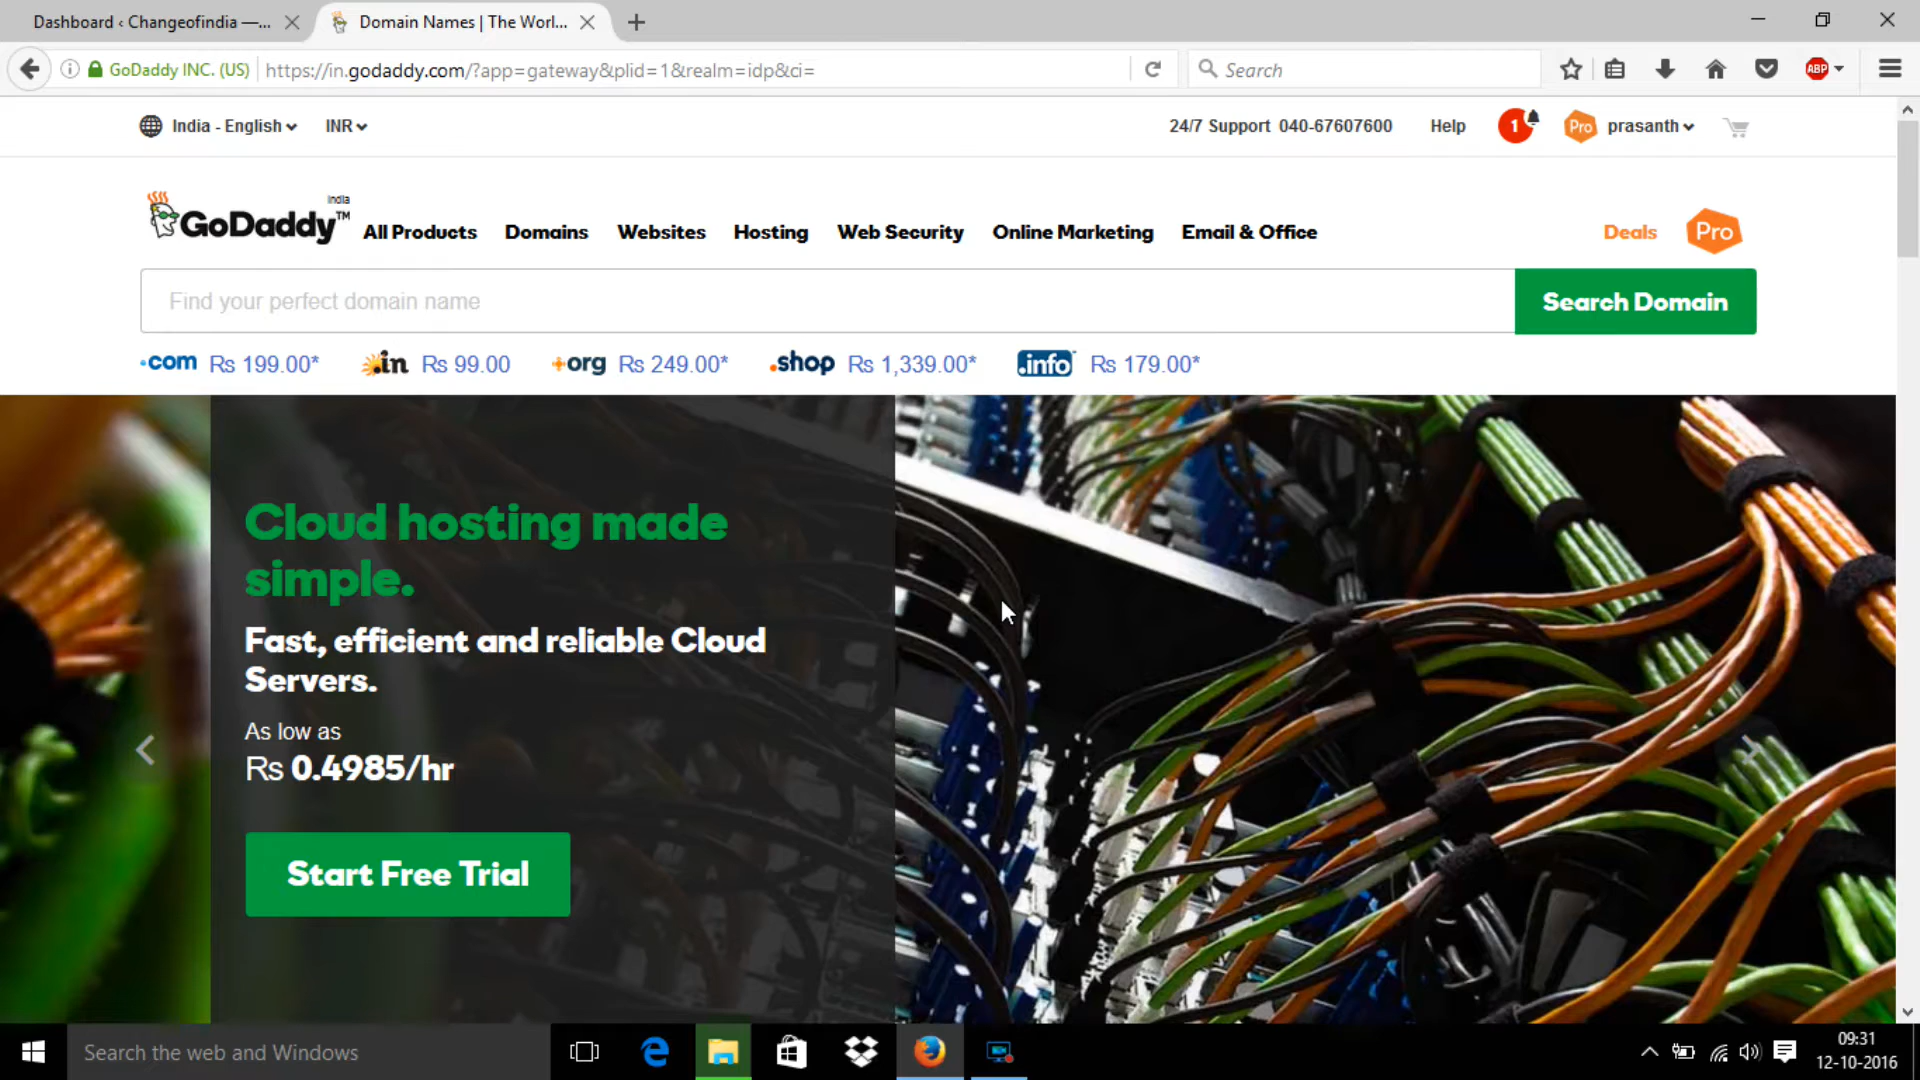 Dashboard ‹ Changeofindia —...
Domain Names | The Worl...
GoDaddy INC. (US)
https://in.godaddy.com/?app=gateway&plid=1&realm=idp&ci=
Search
ABP
India - English
INR
24/7 Support 040-67607600
Help
1
Pro
prasanth
India
GoDaddy™
All Products
Domains
Websites
Hosting
Web Security
Online Marketing
Email & Office
Deals
Pro
Find your perfect domain name
Search Domain
.com Rs 199.00*
.in Rs 99.00
org Rs 249.00*
.shop Rs 1,339.00*
.info Rs 179.00*
Cloud hosting made
simple.
Fast, efficient and reliable Cloud
Servers.
As low as
Rs 0.4985/hr
Start Free Trial
Search the web and Windows
09:31
12-10-2016